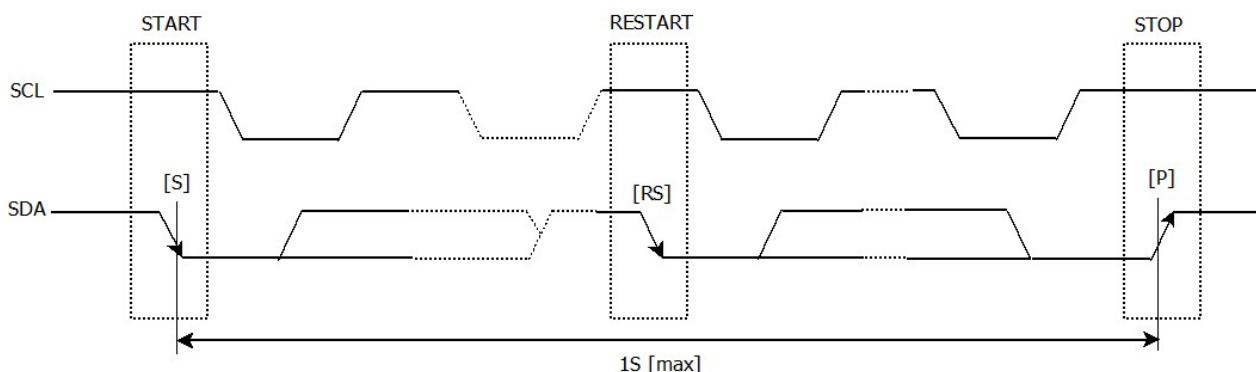 START RESTART STOP
SCL
[S] [RS] [P]
SDA
1S [max]